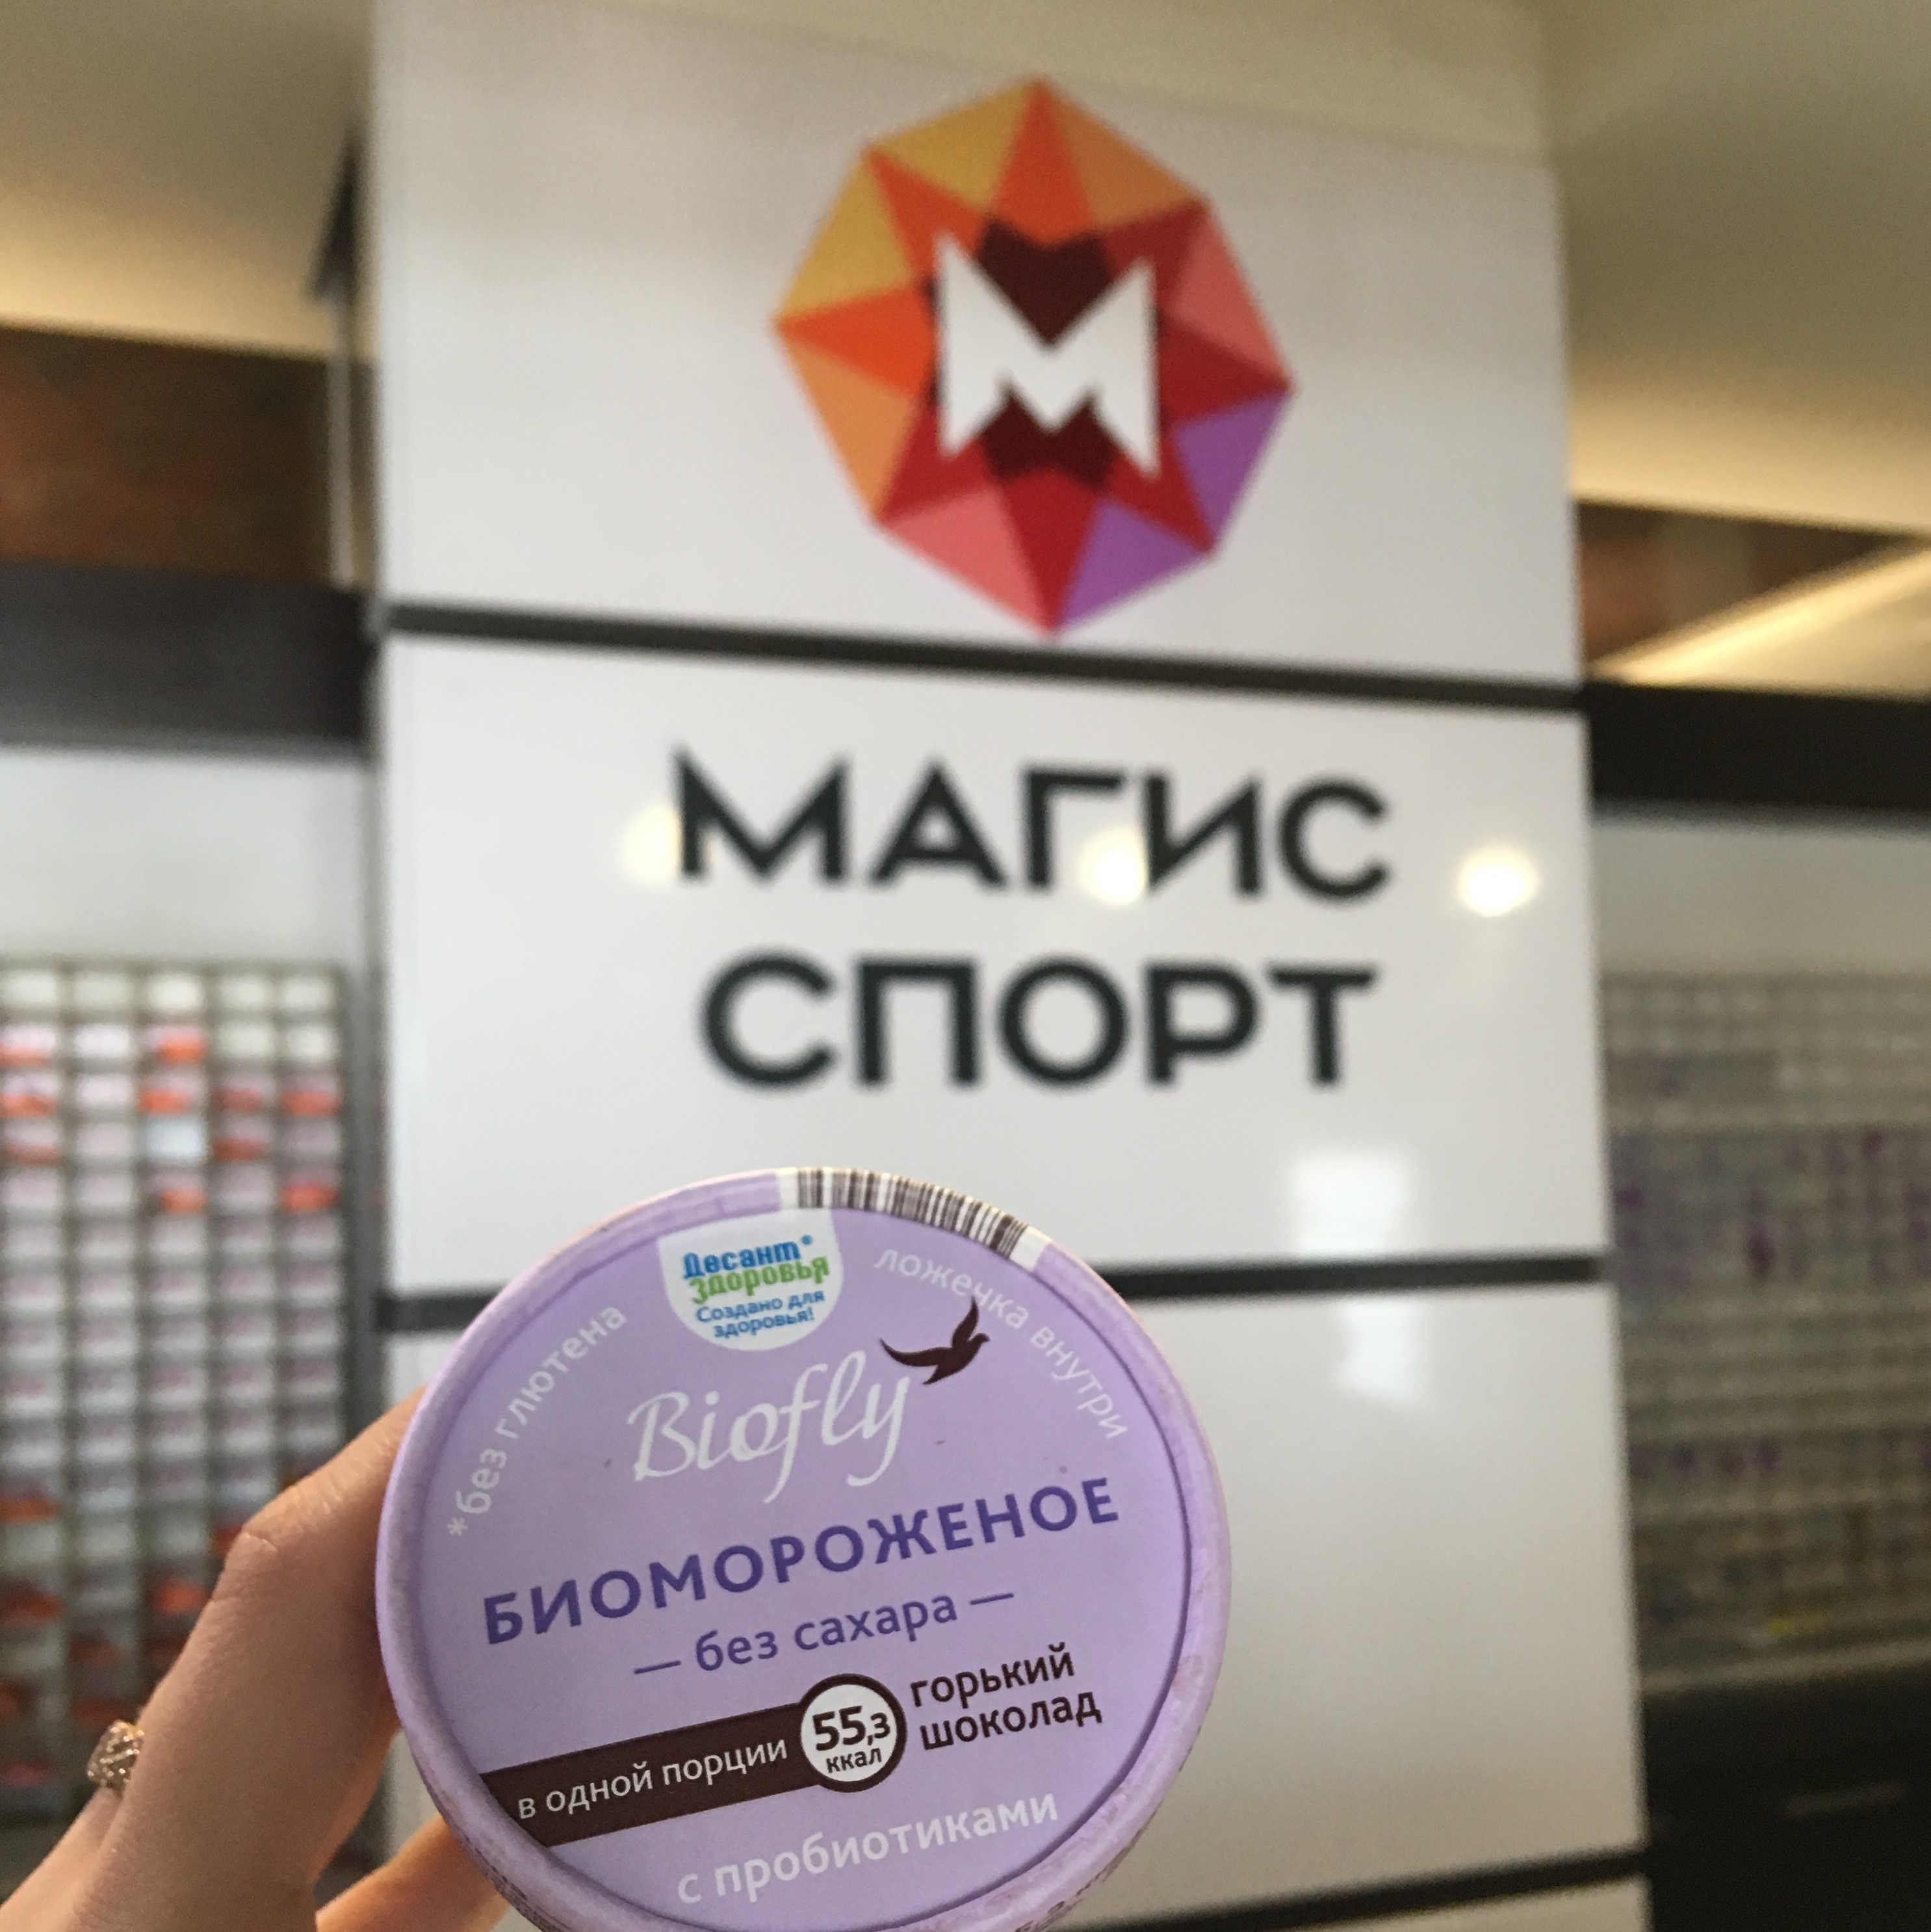 М
МАГИС
СПОРТ
Десант
Здоровья
Создано для
здоровья!
*без глютена
ложечка внутри
Biofly
БИОМОРОЖЕНОЕ
— без сахара —
в одной порции
55,3
ккал
горький
шоколад
с пробиотиками